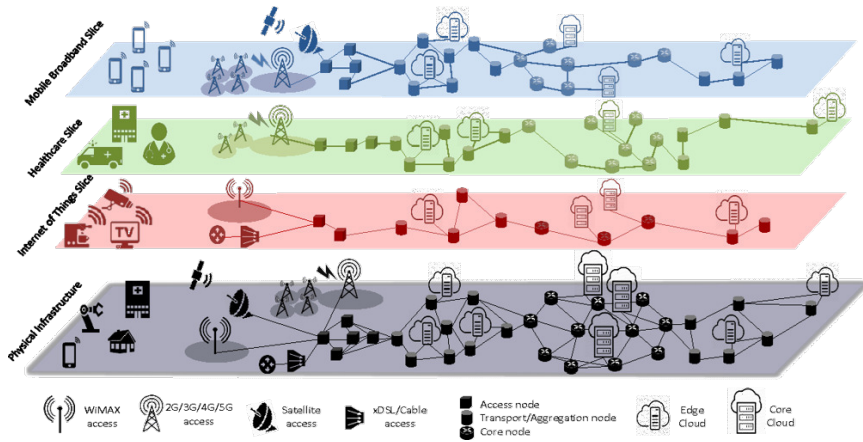 Mobile Broadband Slice
Healthcare Slice
Internet of Things Slice
TV
Physical Infrastructure
WiMAX
access
2G/3G/4G/5G
access
Satellite
access
xDSL/Cable
access
Access node
Transport/Aggregation node
Core node
Edge
Cloud
Core
Cloud